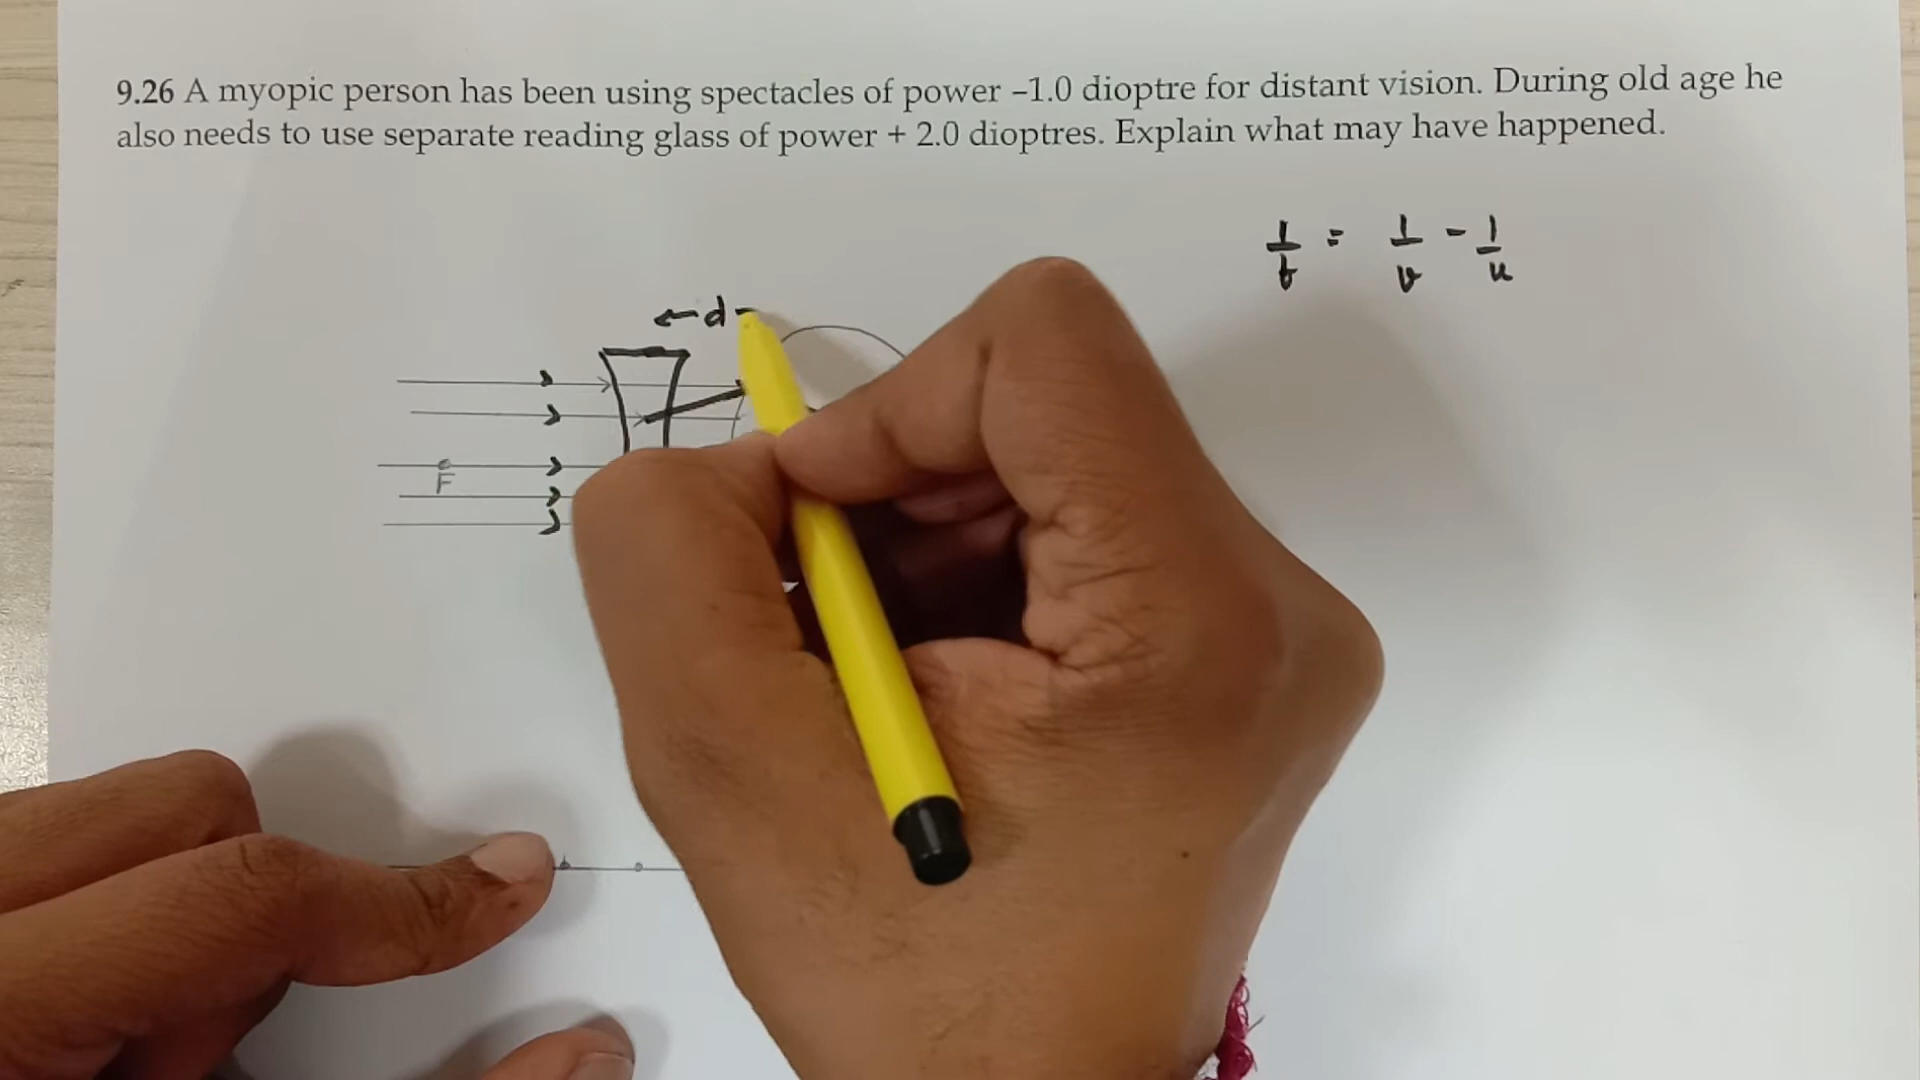 9.26 A myopic person has been using spectacles of power –1.0 dioptre for distant vision. During old age he
also needs to use separate reading glass of power + 2.0 dioptres. Explain what may have happened.
1/f = 1/v - 1/u
←d-
F